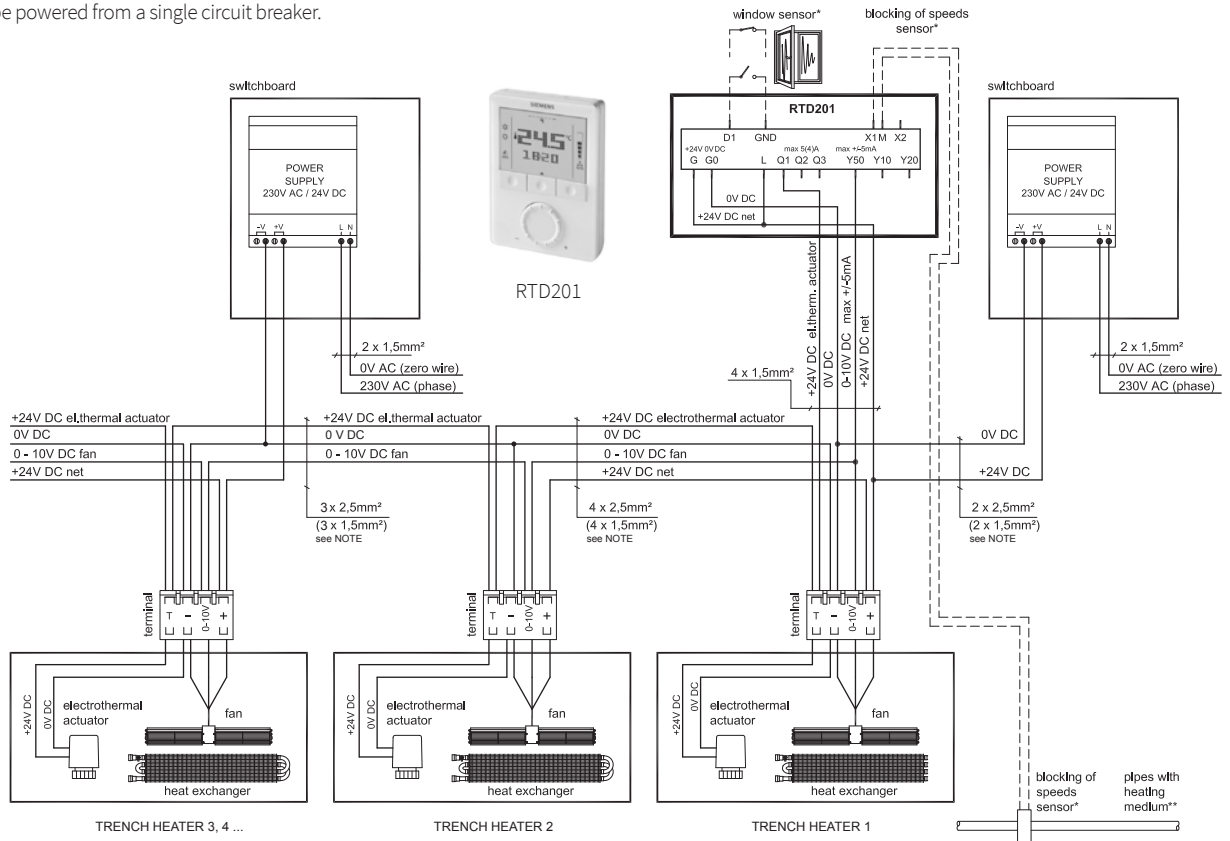 be powered from a single circuit breaker.
window sensor*
blocking of speeds
sensor*
switchboard
POWER
SUPPLY
230V AC / 24V DC
-V +V L N
SIEMENS
24.5°C
18:20
RTD201
RTD201
D1 GND X1 M X2
+24V 0VDC max 5(4)A max +/-5mA
G G0 L Q1 Q2 Q3 Y50 Y10 Y20
0V DC
+24V DC net
switchboard
POWER
SUPPLY
230V AC / 24V DC
-V +V L N
2 x 1,5mm²
0V AC (zero wire)
230V AC (phase)
4 x 1,5mm²
+24V DC el.therm. actuator
0V DC
0-10V DC max +/-5mA
+24V DC net
2 x 1,5mm²
0V AC (zero wire)
230V AC (phase)
+24V DC el.thermal actuator
0V DC
0 - 10V DC fan
+24V DC net
+24V DC el.thermal actuator
0 V DC
0 - 10V DC fan
+24V DC electrothermal actuator
0V DC
0 - 10V DC fan
0V DC
+24V DC
3 x 2,5mm²
(3 x 1,5mm²)
see NOTE
4 x 2,5mm²
(4 x 1,5mm²)
see NOTE
2 x 2,5mm²
(2 x 1,5mm²)
see NOTE
terminal
T - 0-10V +
terminal
T - 0-10V +
terminal
T - 0-10V +
+24V DC
0V DC
electrothermal
actuator
fan
heat exchanger
+24V DC
0V DC
electrothermal
actuator
fan
heat exchanger
+24V DC
0V DC
electrothermal
actuator
fan
heat exchanger
TRENCH HEATER 3, 4 ...
TRENCH HEATER 2
TRENCH HEATER 1
blocking of
speeds
sensor*
pipes with
heating
medium**